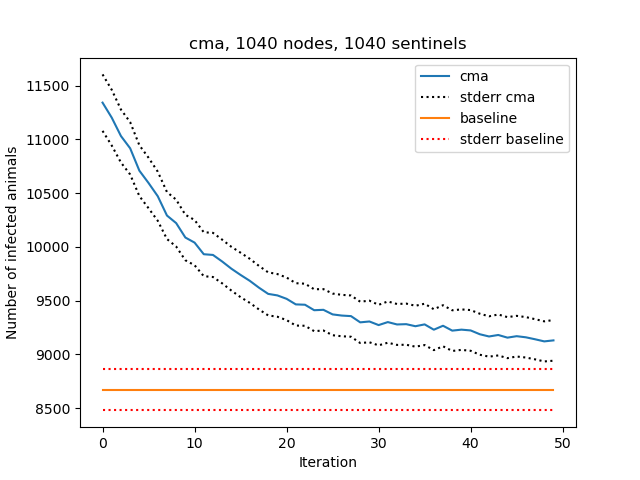 cma, 1040 nodes, 1040 sentinels
Number of infected animals
11500
11000
10500
10000
9500
9000
8500
cma
stderr cma
baseline
stderr baseline
0 10 20 30 40 50
Iteration